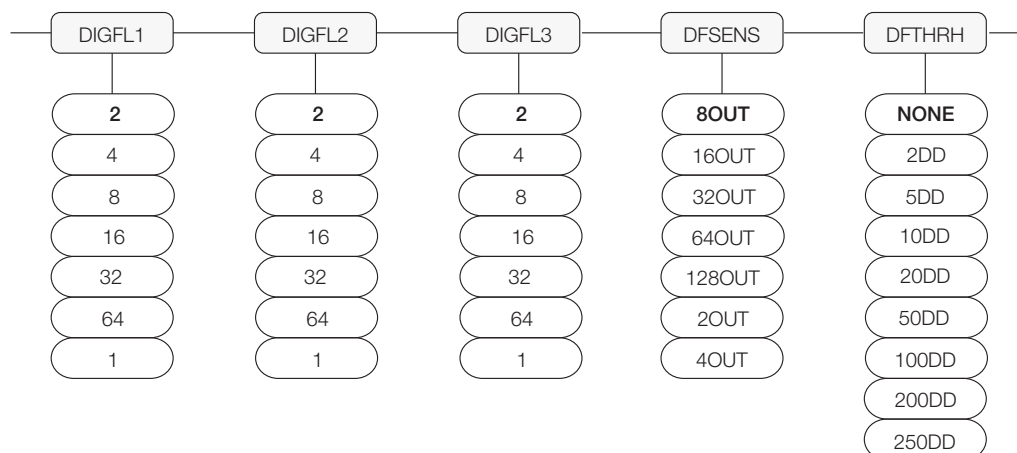 DIGFL1 DIGFL2 DIGFL3 DFSENS DFTHRH
2 2 2 8OUT NONE
4 4 4 16OUT 2DD
8 8 8 32OUT 5DD
16 16 16 64OUT 10DD
32 32 32 128OUT 20DD
64 64 64 2OUT 50DD
1 1 1 4OUT 100DD
200DD
250DD